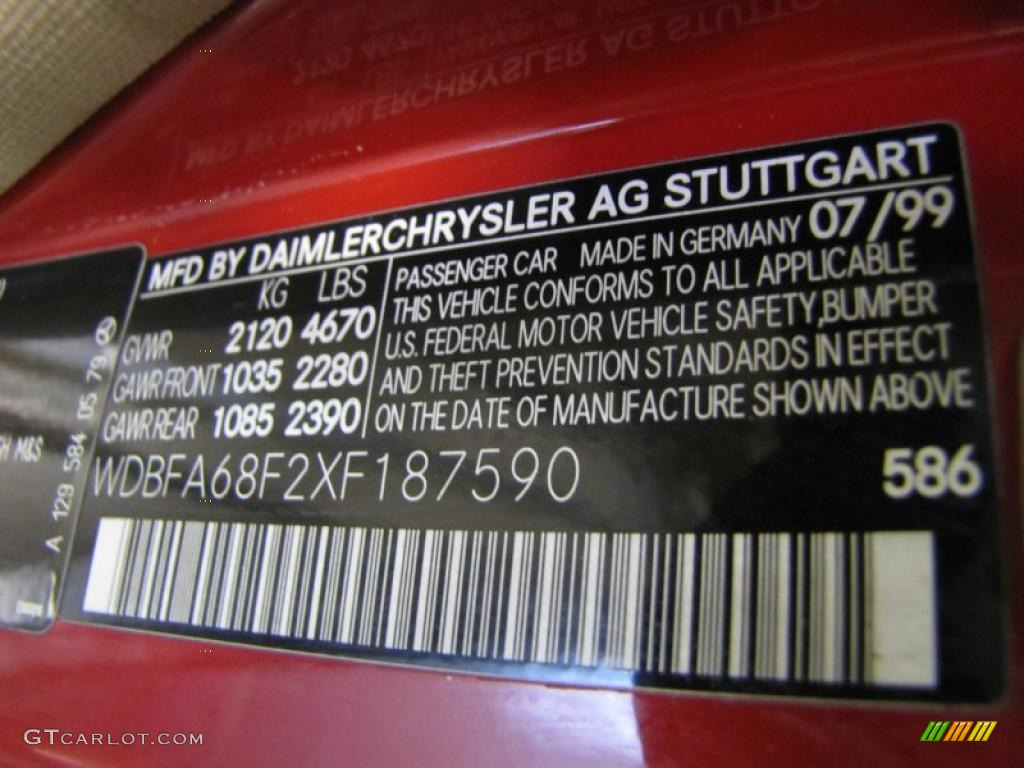 MFD BY DAIMLERCHRYSLER AG STUTTGART
KG LBS
GVWR 2120 4670
GAWR FRONT 1035 2280
GAWR REAR 1085 2390
PASSENGER CAR MADE IN GERMANY 07/99
THIS VEHICLE CONFORMS TO ALL APPLICABLE
U.S. FEDERAL MOTOR VEHICLE SAFETY, BUMPER
AND THEFT PREVENTION STANDARDS IN EFFECT
ON THE DATE OF MANUFACTURE SHOWN ABOVE
WDBFA68F2XF187590 586
A 129 584 05 79
M&S
GTCARLOT.COM